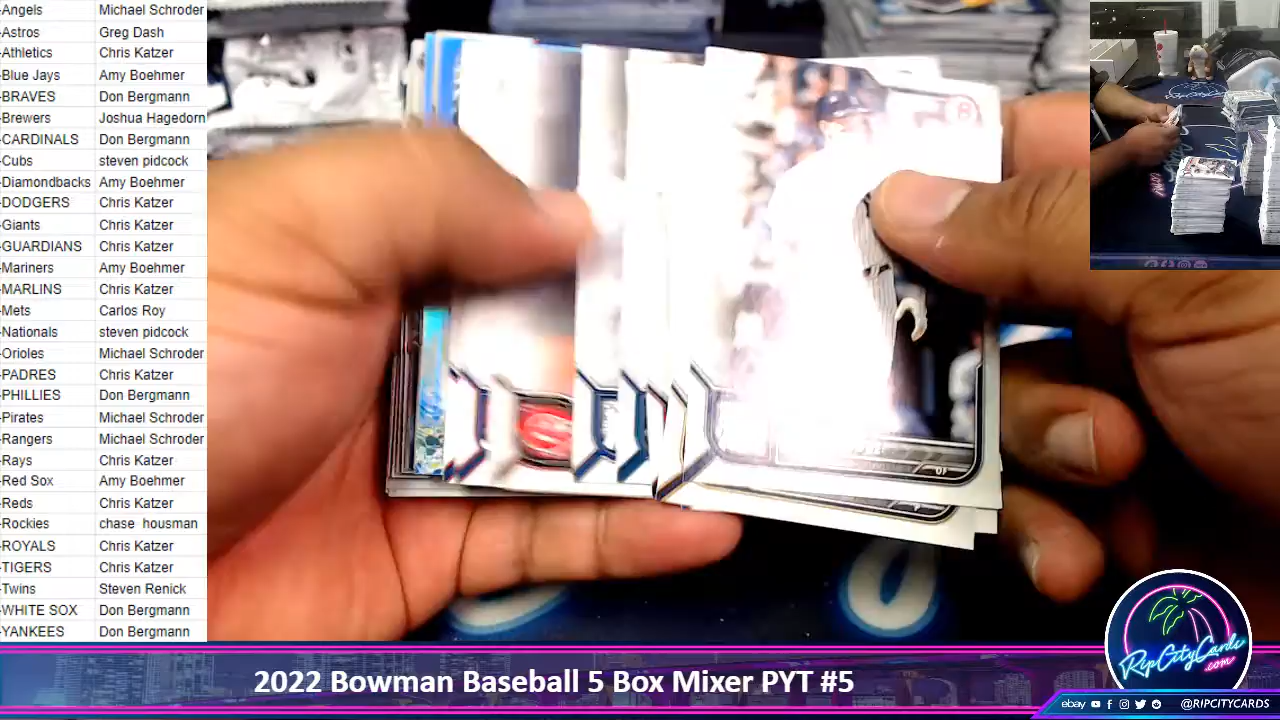 -Angels Michael Schroder
-Astros Greg Dash
-Athletics Chris Katzer
-Blue Jays Amy Boehmer
-BRAVES Don Bergmann
-Brewers Joshua Hagedorn
-CARDINALS Don Bergmann
-Cubs steven pidcock
-Diamondbacks Amy Boehmer
-DODGERS Chris Katzer
-Giants Chris Katzer
-GUARDIANS Chris Katzer
-Mariners Amy Boehmer
-MARLINS Chris Katzer
-Mets Carlos Roy
-Nationals steven pidcock
-Orioles Michael Schroder
-PADRES Chris Katzer
-PHILLIES Don Bergmann
-Pirates Michael Schroder
-Rangers Michael Schroder
-Rays Chris Katzer
-Red Sox Amy Boehmer
-Reds Chris Katzer
-Rockies chase housman
-ROYALS Chris Katzer
-TIGERS Chris Katzer
-Twins Steven Renick
-WHITE SOX Don Bergmann
-YANKEES Don Bergmann
2022 Bowman Baseball 5 Box Mixer PYT #5
RipCityCards
.com
ebay @RIPCITYCARDS